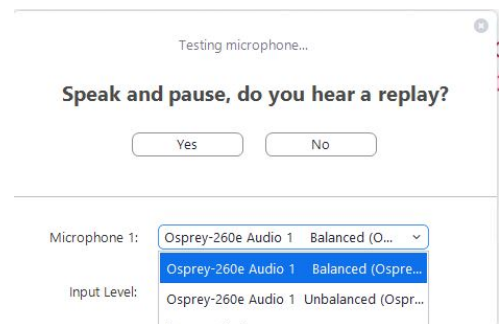 Testing microphone...
Speak and pause, do you hear a replay?
Yes No
Microphone 1: Osprey-260e Audio 1 Balanced (O...
Osprey-260e Audio 1 Balanced (Ospre...
Input Level: Osprey-260e Audio 1 Unbalanced (Ospr...